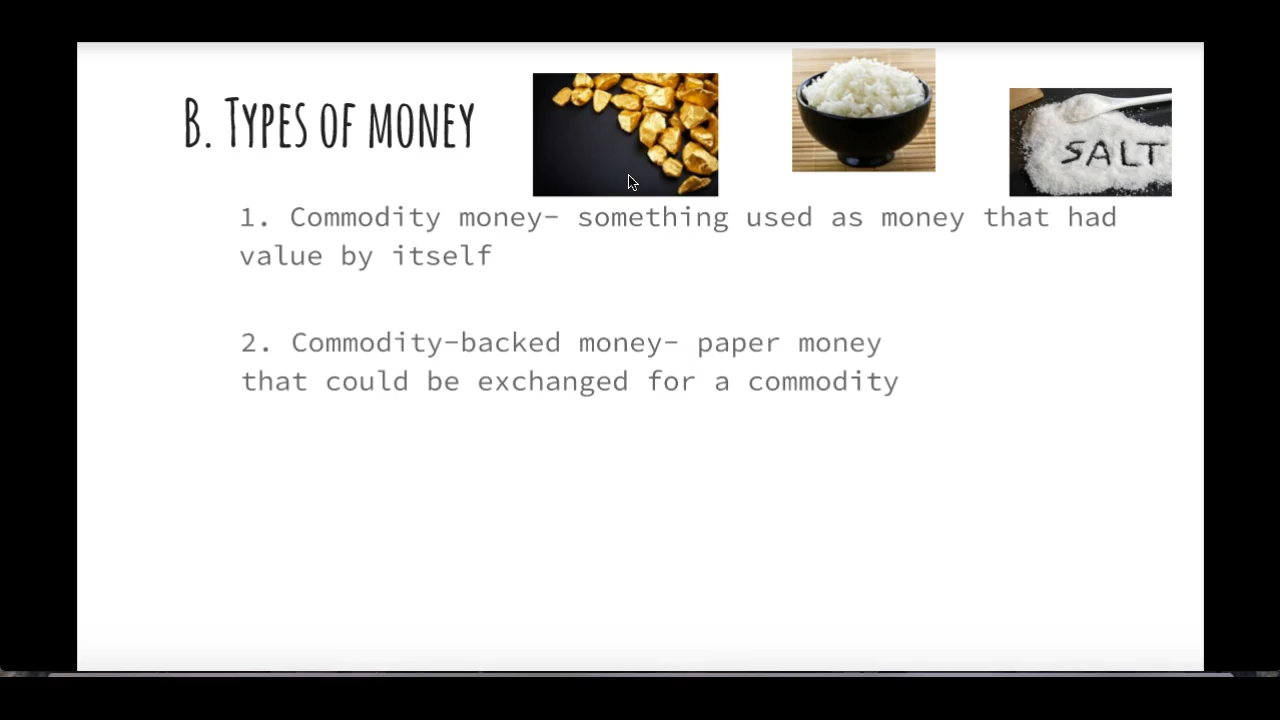 B. Types of money
SALT
1. Commodity money- something used as money that had
value by itself
2. Commodity-backed money- paper money
that could be exchanged for a commodity